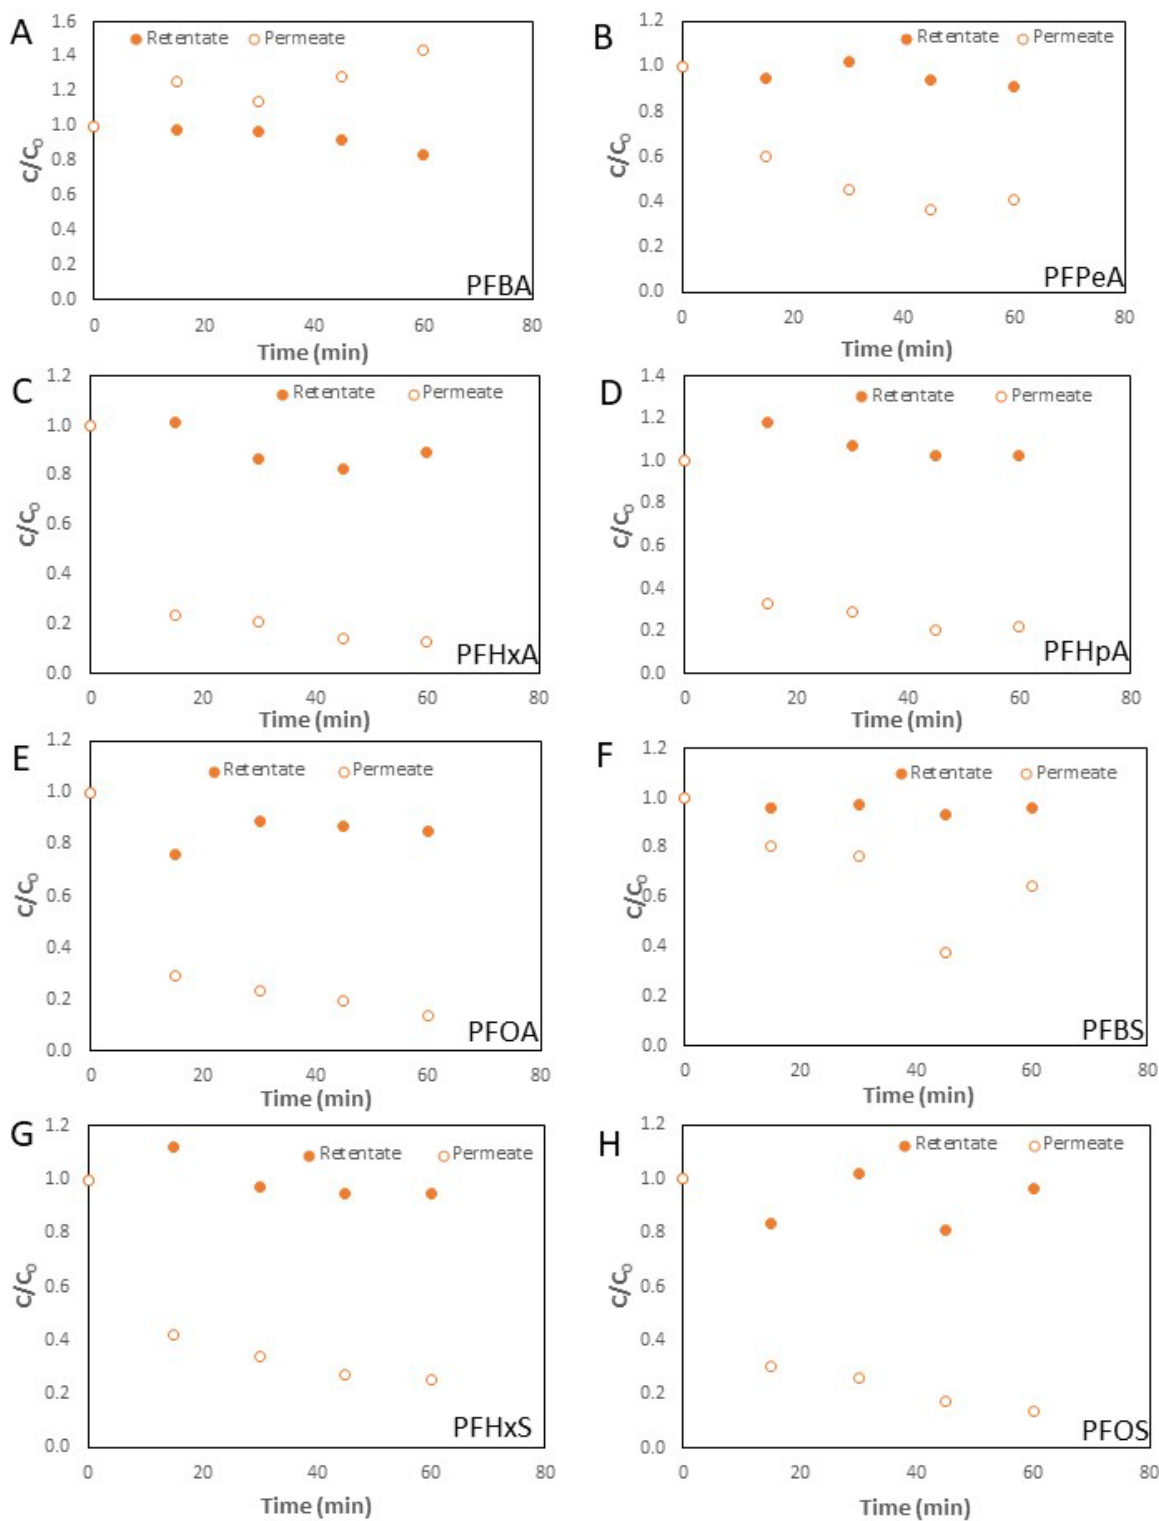 A
Retentate Permeate
1.6
1.4
1.2
1.0
0.8
0.6
0.4
0.2
0.0
C/C₀
PFBA
0 20 40 60 80
Time (min)
B
Retentate Permeate
1.2
1.0
0.8
0.6
0.4
0.2
0.0
C/C₀
PFPeA
0 20 40 60 80
Time (min)
C
Retentate Permeate
1.2
1.0
0.8
0.6
0.4
0.2
0.0
C/C₀
PFHxA
0 20 40 60 80
Time (min)
D
Retentate Permeate
1.4
1.2
1.0
0.8
0.6
0.4
0.2
0.0
C/C₀
PFHpA
0 20 40 60 80
Time (min)
E
Retentate Permeate
1.2
1.0
0.8
0.6
0.4
0.2
0.0
C/C₀
PFOA
0 20 40 60 80
Time (min)
F
Retentate Permeate
1.2
1.0
0.8
0.6
0.4
0.2
0.0
C/C₀
PFBS
0 20 40 60 80
Time (min)
G
Retentate Permeate
1.2
1.0
0.8
0.6
0.4
0.2
0.0
C/C₀
PFHxS
0 20 40 60 80
Time (min)
H
Retentate Permeate
1.2
1.0
0.8
0.6
0.4
0.2
0.0
C/C₀
PFOS
0 20 40 60 80
Time (min)